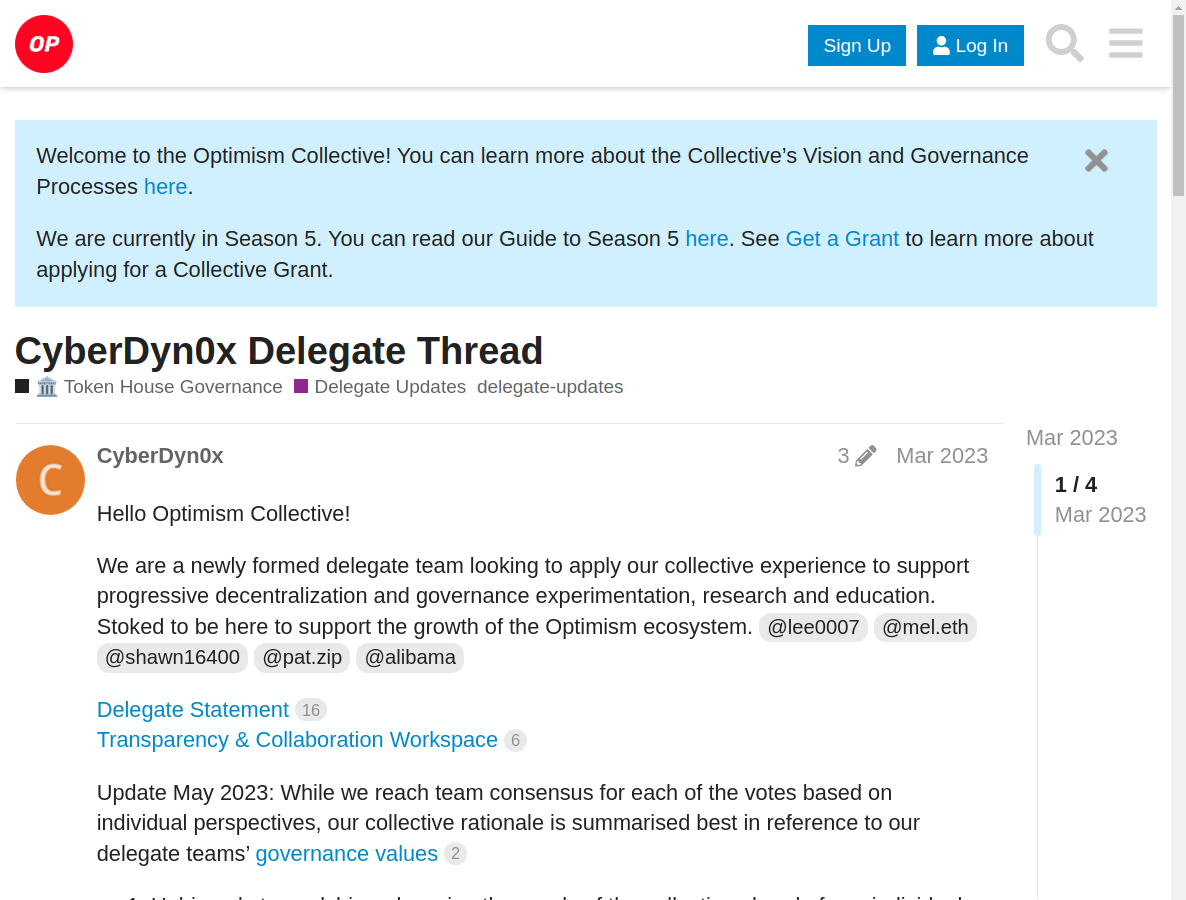 OP
Sign Up
Log In
Welcome to the Optimism Collective! You can learn more about the Collective’s Vision and Governance
Processes here.
We are currently in Season 5. You can read our Guide to Season 5 here. See Get a Grant to learn more about
applying for a Collective Grant.
CyberDyn0x Delegate Thread
Token House Governance Delegate Updates delegate-updates
C
CyberDyn0x 3 Mar 2023
Mar 2023
1 / 4
Mar 2023
Hello Optimism Collective!
We are a newly formed delegate team looking to apply our collective experience to support
progressive decentralization and governance experimentation, research and education.
Stoked to be here to support the growth of the Optimism ecosystem. @lee0007 @mel.eth
@shawn16400 @pat.zip @alibama
Delegate Statement 16
Transparency & Collaboration Workspace 6
Update May 2023: While we reach team consensus for each of the votes based on
individual perspectives, our collective rationale is summarised best in reference to our
delegate teams’ governance values 2